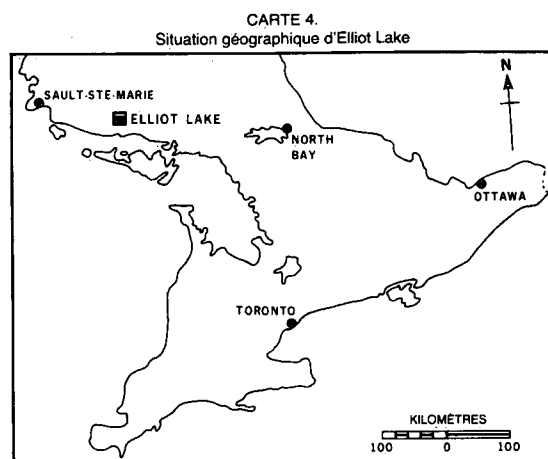 CARTE 4.
Situation géographique d'Elliot Lake
N
SAULT-STE-MARIE
ELLIOT LAKE
NORTH
BAY
OTTAWA
TORONTO
KILOMÈTRES
100 0 100